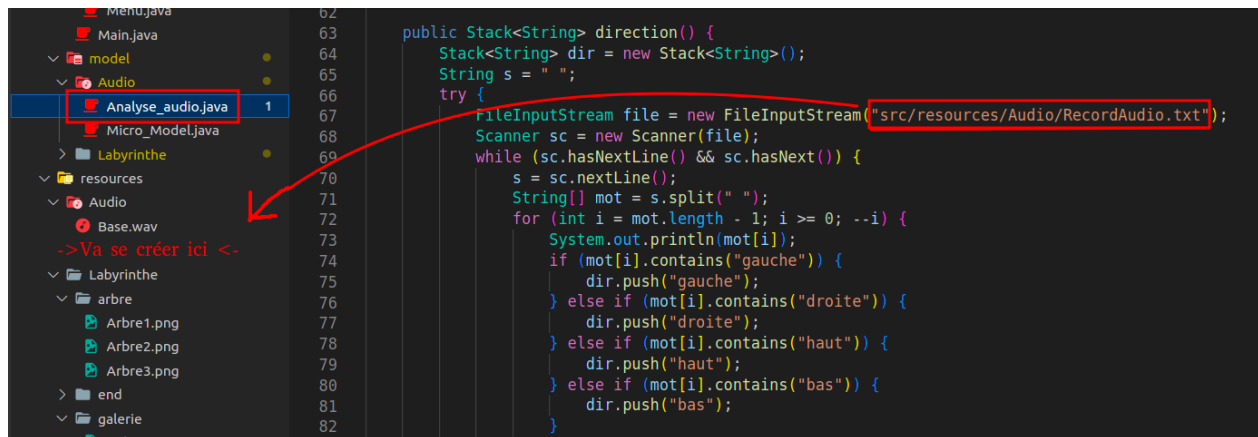 Menu.java
Main.java
model
Audio
Analyse_audio.java 1
Micro_Model.java
Labyrinthe
resources
Audio
Base.wav
->Va se créer ici <-
Labyrinthe
arbre
Arbre1.png
Arbre2.png
Arbre3.png
end
galerie
62
63 public Stack<String> direction() {
64 Stack<String> dir = new Stack<String>();
65 String s = " ";
66 try {
67 FileInputStream file = new FileInputStream("src/resources/Audio/RecordAudio.txt");
68 Scanner sc = new Scanner(file);
69 while (sc.hasNextLine() && sc.hasNext()) {
70 s = sc.nextLine();
71 String[] mot = s.split(" ");
72 for (int i = mot.length - 1; i >= 0; --i) {
73 System.out.println(mot[i]);
74 if (mot[i].contains("gauche")) {
75 dir.push("gauche");
76 } else if (mot[i].contains("droite")) {
77 dir.push("droite");
78 } else if (mot[i].contains("haut")) {
79 dir.push("haut");
80 } else if (mot[i].contains("bas")) {
81 dir.push("bas");
82 }